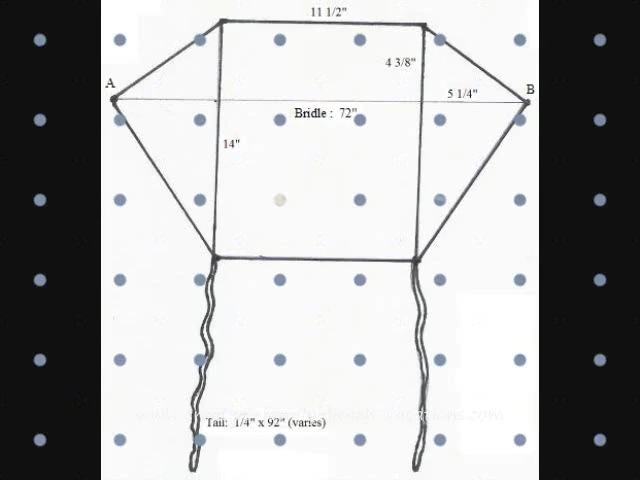 11 1/2"
4 3/8"
A
5 1/4"
B
Bridle : 72"
14"
Tail: 1/4" x 92" (varies)